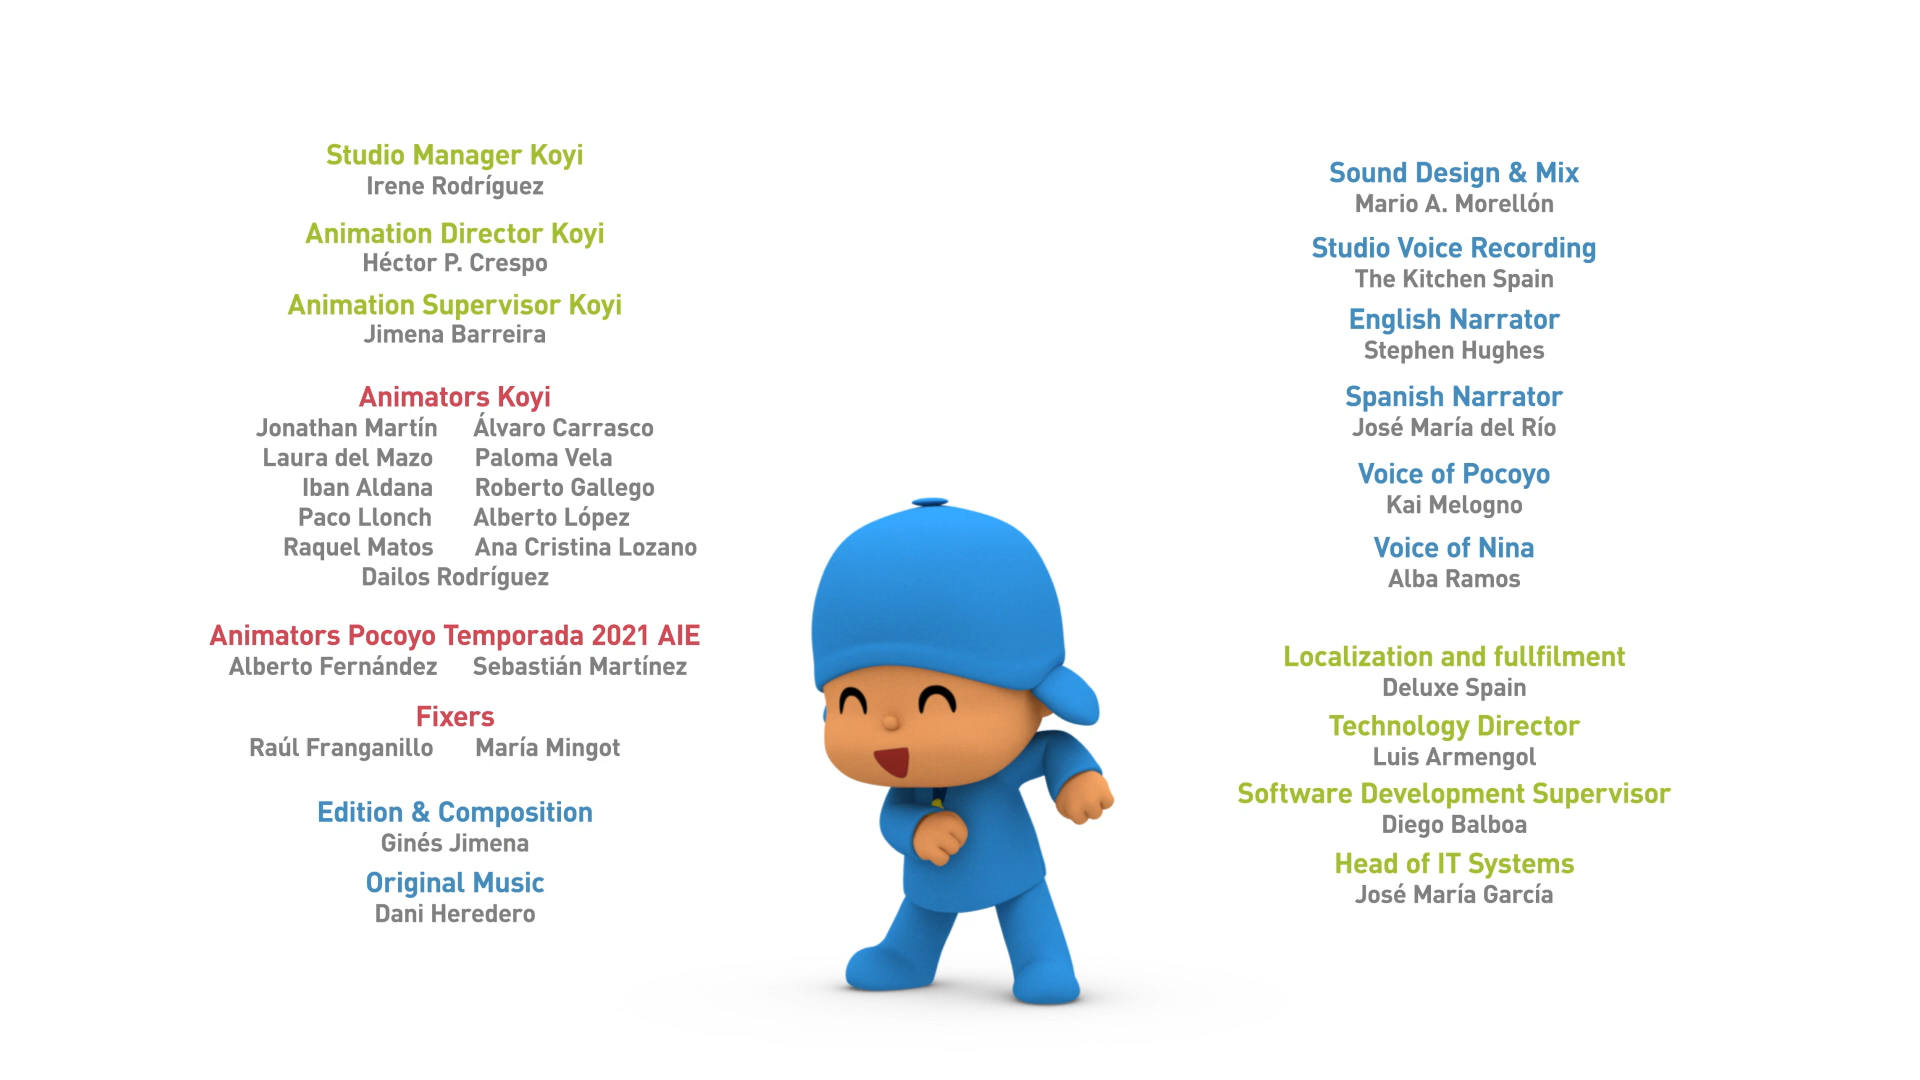 Studio Manager Koyi
Irene Rodríguez
Animation Director Koyi
Héctor P. Crespo
Animation Supervisor Koyi
Jimena Barreira
Animators Koyi
Jonathan Martín Álvaro Carrasco
Laura del Mazo Paloma Vela
Iban Aldana Roberto Gallego
Paco Llonch Alberto López
Raquel Matos Ana Cristina Lozano
Dailos Rodríguez
Animators Pocoyo Temporada 2021 AIE
Alberto Fernández Sebastián Martínez
Fixers
Raúl Franganillo María Mingot
Edition & Composition
Ginés Jimena
Original Music
Dani Heredero
Sound Design & Mix
Mario A. Morellón
Studio Voice Recording
The Kitchen Spain
English Narrator
Stephen Hughes
Spanish Narrator
José María del Río
Voice of Pocoyo
Kai Melogno
Voice of Nina
Alba Ramos
Localization and fullfilment
Deluxe Spain
Technology Director
Luis Armengol
Software Development Supervisor
Diego Balboa
Head of IT Systems
José María García